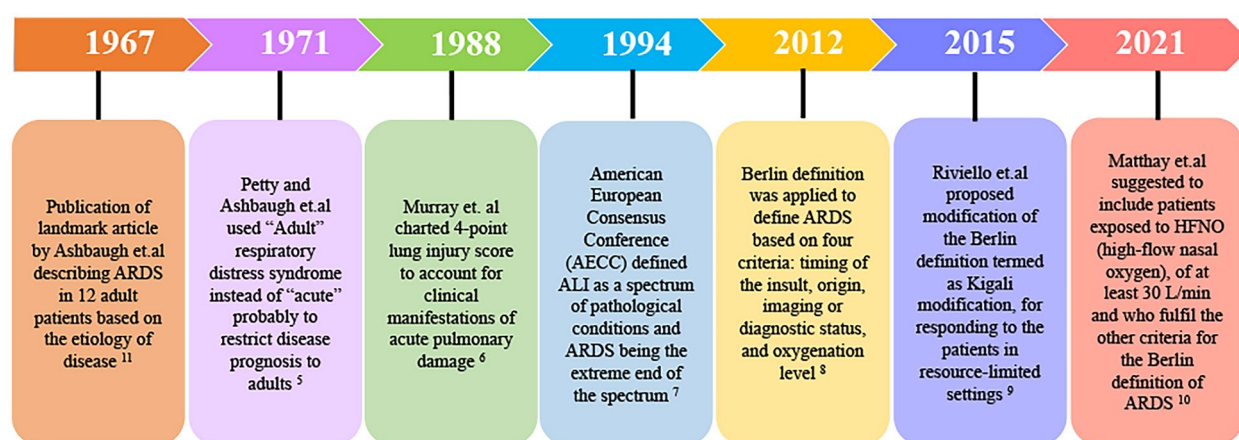 1967
1971
1988
1994
2012
2015
2021
Publication of
landmark article
by Ashbaugh et.al
describing ARDS
in 12 adult
patients based on
the etiology of
disease 11
Petty and
Ashbaugh et.al
used “Adult”
respiratory
distress syndrome
instead of “acute”
probably to
restrict disease
prognosis to
adults 5
Murray et. al
charted 4-point
lung injury score
to account for
clinical
manifestations of
acute pulmonary
damage 6
American
European
Consensus
Conference
(AECC) defined
ALI as a spectrum
of pathological
conditions and
ARDS being the
extreme end of
the spectrum 7
Berlin definition
was applied to
define ARDS
based on four
criteria: timing of
the insult, origin,
imaging or
diagnostic status,
and oxygenation
level 8
Riviello et.al
proposed
modification of
the Berlin
definition termed
as Kigali
modification, for
responding to the
patients in
resource-limited
settings 9
Matthay et.al
suggested to
include patients
exposed to HFNO
(high-flow nasal
oxygen), of at
least 30 L/min
and who fulfil the
other criteria for
the Berlin
definition of
ARDS 10